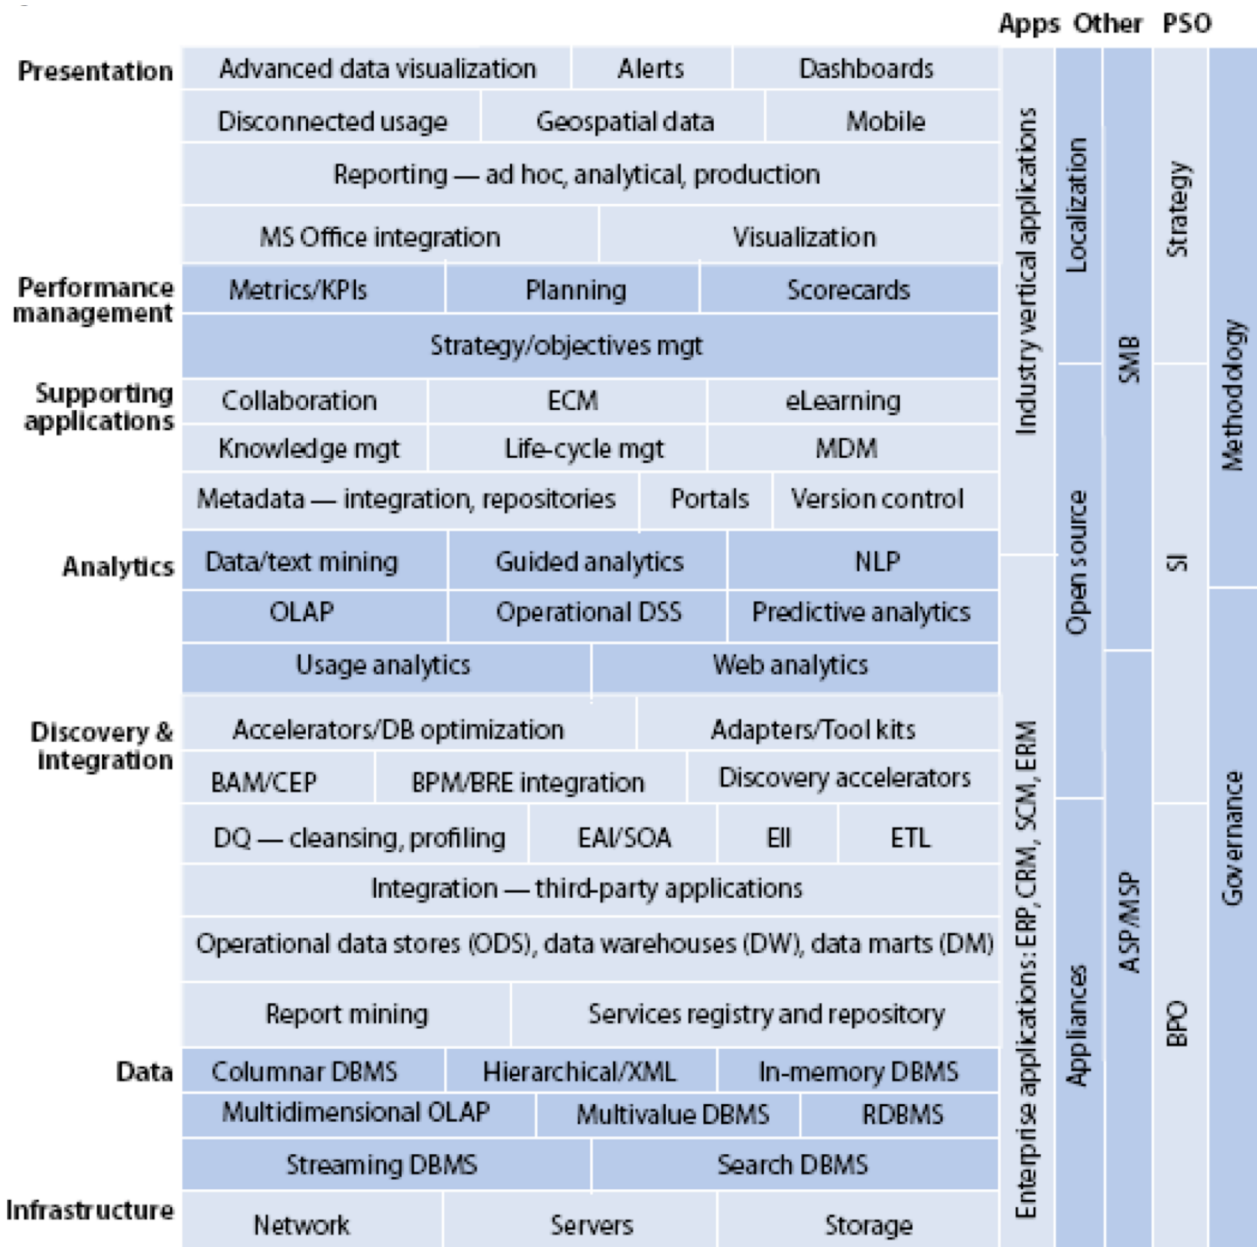 Apps Other PSO
Presentation
Advanced data visualization
Alerts
Dashboards
Disconnected usage
Geospatial data
Mobile
Reporting — ad hoc, analytical, production
MS Office integration
Visualization
Performance
management
Metrics/KPIs
Planning
Scorecards
Strategy/objectives mgt
Supporting
applications
Collaboration
ECM
eLearning
Knowledge mgt
Life-cycle mgt
MDM
Metadata — integration, repositories
Portals
Version control
Analytics
Data/text mining
Guided analytics
NLP
OLAP
Operational DSS
Predictive analytics
Usage analytics
Web analytics
Discovery &
integration
Accelerators/DB optimization
Adapters/Tool kits
BAM/CEP
BPM/BRE integration
Discovery accelerators
DQ — cleansing, profiling
EAI/SOA
EII
ETL
Integration — third-party applications
Operational data stores (ODS), data warehouses (DW), data marts (DM)
Report mining
Services registry and repository
Data
Columnar DBMS
Hierarchical/XML
In-memory DBMS
Multidimensional OLAP
Multivalue DBMS
RDBMS
Streaming DBMS
Search DBMS
Infrastructure
Network
Servers
Storage
Industry vertical applications
Enterprise applications: ERP, CRM, SCM, ERM
Localization
Open source
Appliances
SMB
ASP/MSP
Strategy
SI
BPO
Methodology
Governance